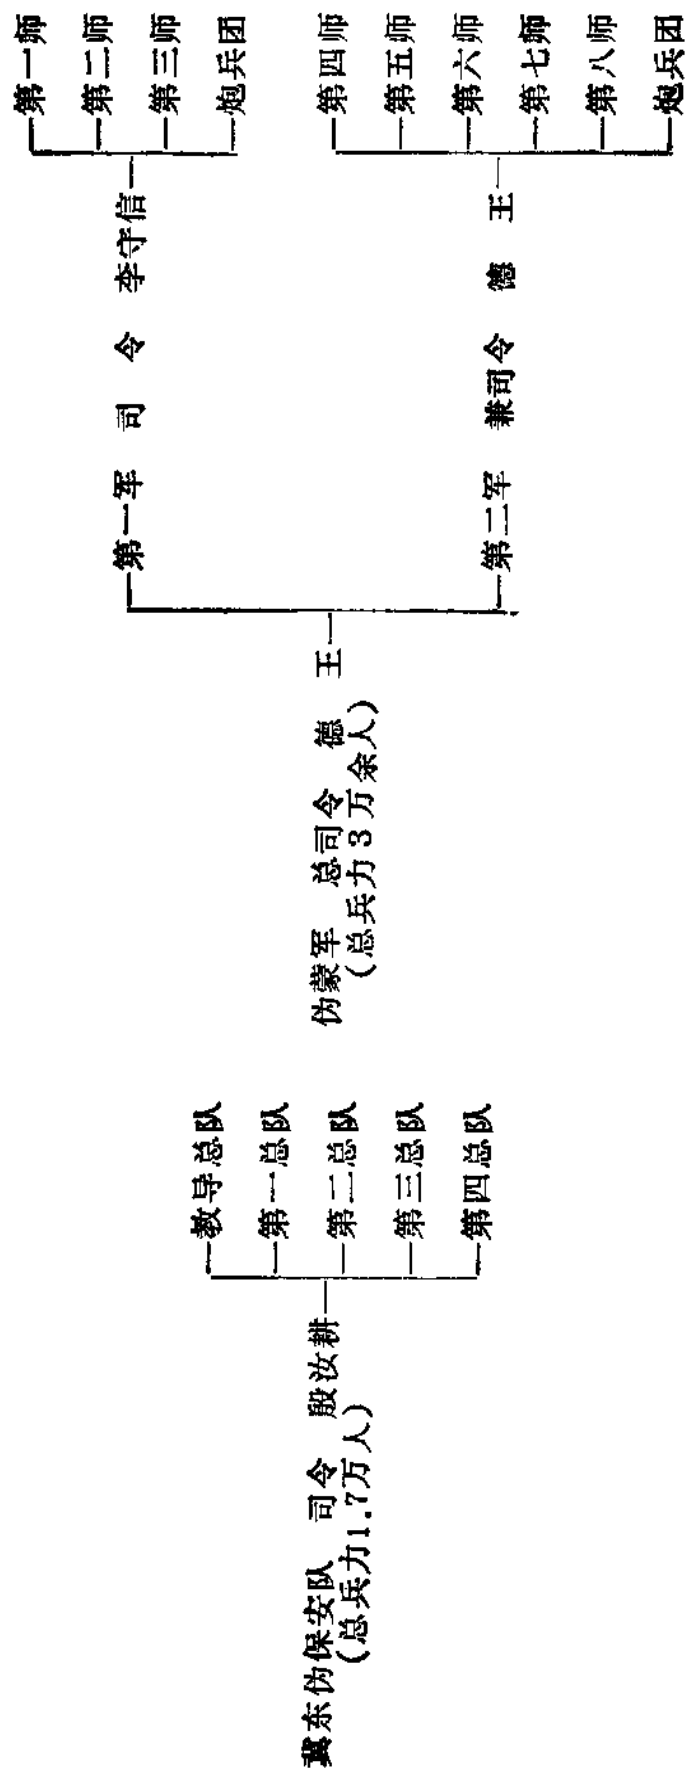 冀东伪保安队 司令 殷汝耕
(总兵力1.7万人)
教导总队
第一总队
第二总队
第三总队
第四总队
伪蒙军 总司令 德 王
(总兵力3万余人)
第一军 司 令 李守信
第一师
第二师
第三师
炮兵团
第二军 兼司令 德 王
第四师
第五师
第六师
第七师
第八师
炮兵团